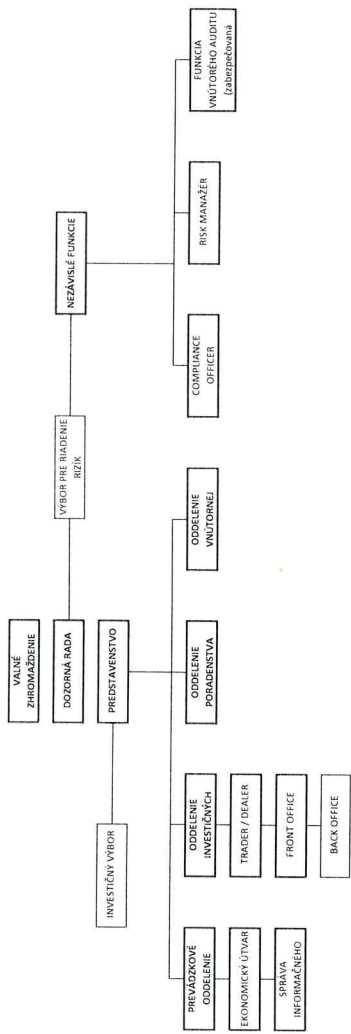 VALNÉ
ZHROMAŽDENIE
DOZORNÁ RADA
VÝBOR PRE RIADENIE
RIZÍK
NEZÁVISLÉ FUNKCIE
PREDSTAVENSTVO
INVESTIČNÝ VÝBOR
PREVÁDZKOVÉ
ODDELENIE
ODDELENIE
INVESTIČNÝCH
ODDELENIE
PORADENSTVA
ODDELENIE
VNÚTORNEJ
COMPLIANCE
OFFICER
RISK MANAŽÉR
FUNKCIA
VNÚTORÉHO AUDITU
(zabezpečovaná
EKONOMICKÝ ÚTVAR
TRADER / DEALER
SPRÁVA
INFORMAČNÉHO
FRONT OFFICE
BACK OFFICE